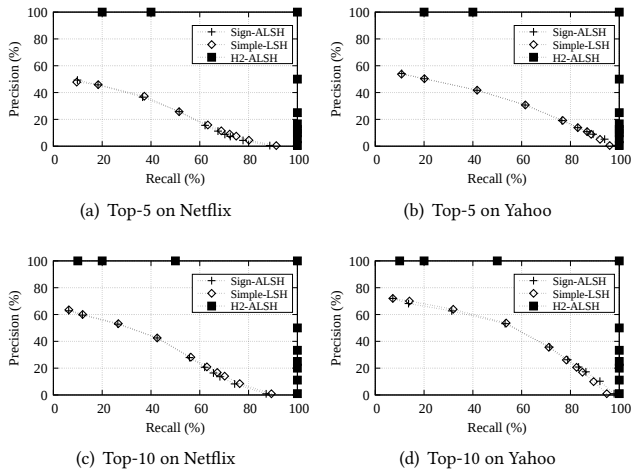 100
80
60
40
20
0
Precision (%)
Sign-ALSH
Simple-LSH
H2-ALSH
0 20 40 60 80 100
Recall (%)
(a) Top-5 on Netflix
100
80
60
40
20
0
Precision (%)
Sign-ALSH
Simple-LSH
H2-ALSH
0 20 40 60 80 100
Recall (%)
(b) Top-5 on Yahoo
100
80
60
40
20
0
Precision (%)
Sign-ALSH
Simple-LSH
H2-ALSH
0 20 40 60 80 100
Recall (%)
(c) Top-10 on Netflix
100
80
60
40
20
0
Precision (%)
Sign-ALSH
Simple-LSH
H2-ALSH
0 20 40 60 80 100
Recall (%)
(d) Top-10 on Yahoo